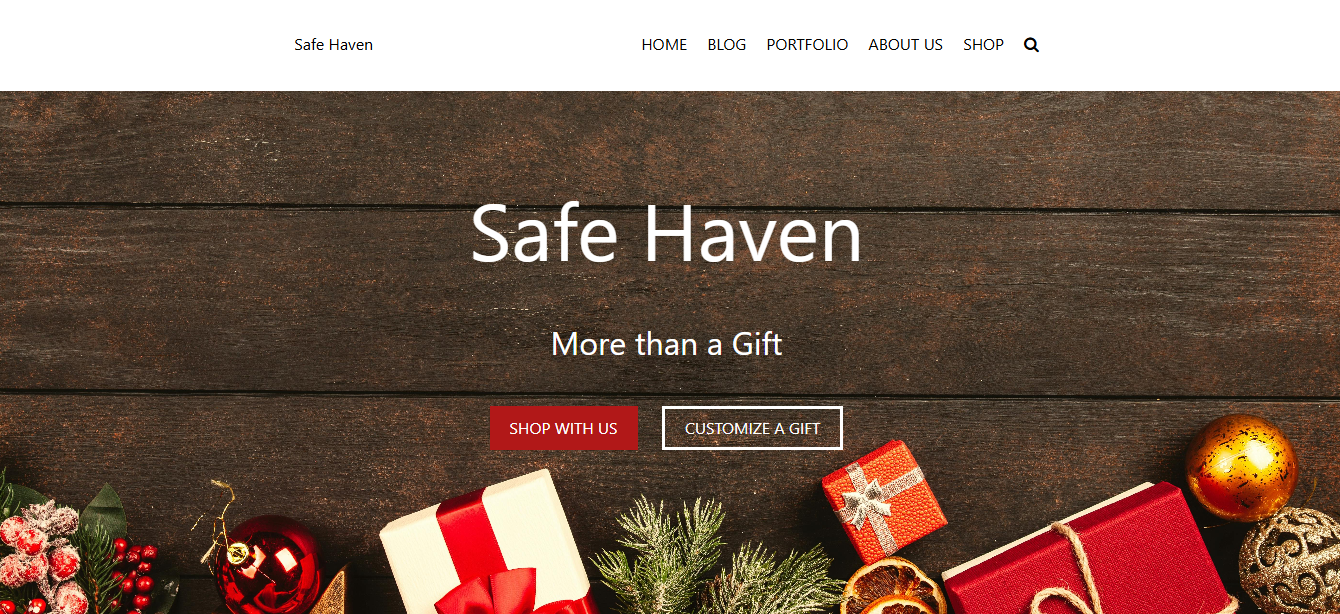 Safe Haven
HOME BLOG PORTFOLIO ABOUT US SHOP
Safe Haven
More than a Gift
SHOP WITH US
CUSTOMIZE A GIFT